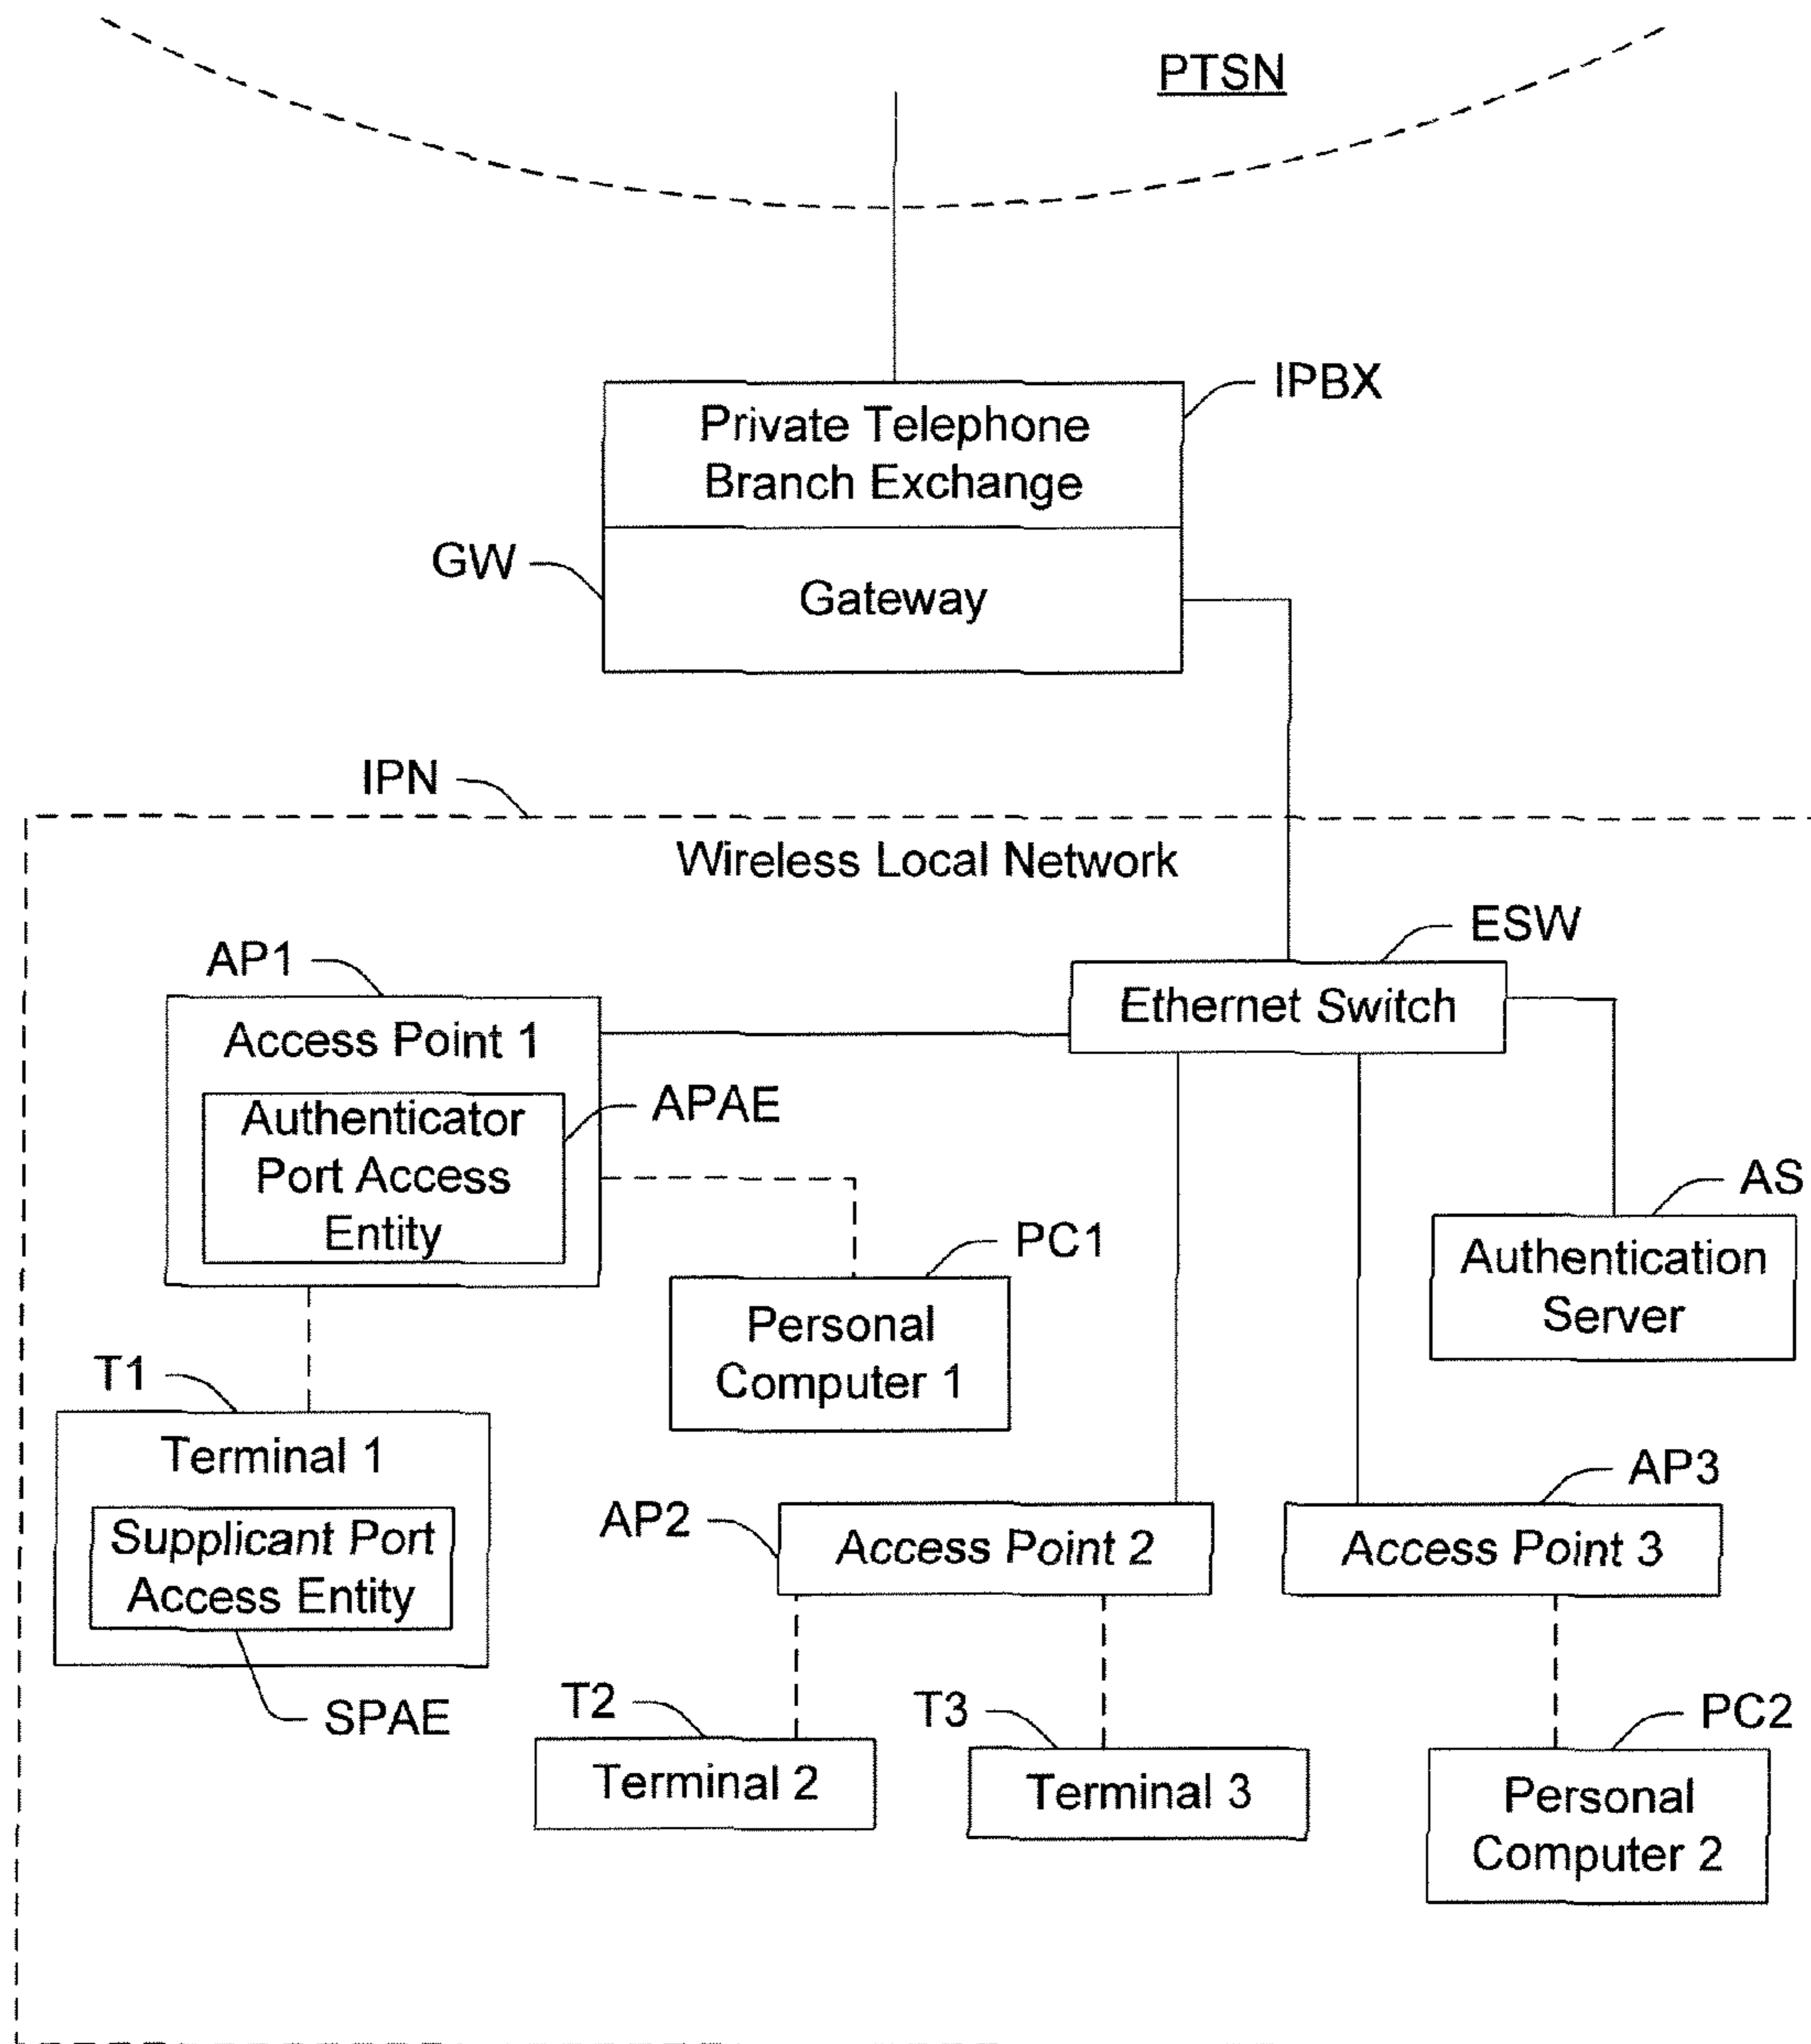 PTSN
IPBX
Private Telephone
Branch Exchange
GW
Gateway
IPN
Wireless Local Network
ESW
AP1
Ethernet Switch
Access Point 1
APAE
Authenticator
Port Access
Entity
AS
PC1
Authentication
Server
Personal
Computer 1
T1
Terminal 1
AP3
AP2
Access Point 2
Access Point 3
Supplicant Port
Access Entity
SPAE
T2
T3
PC2
Terminal 2
Terminal 3
Personal
Computer 2